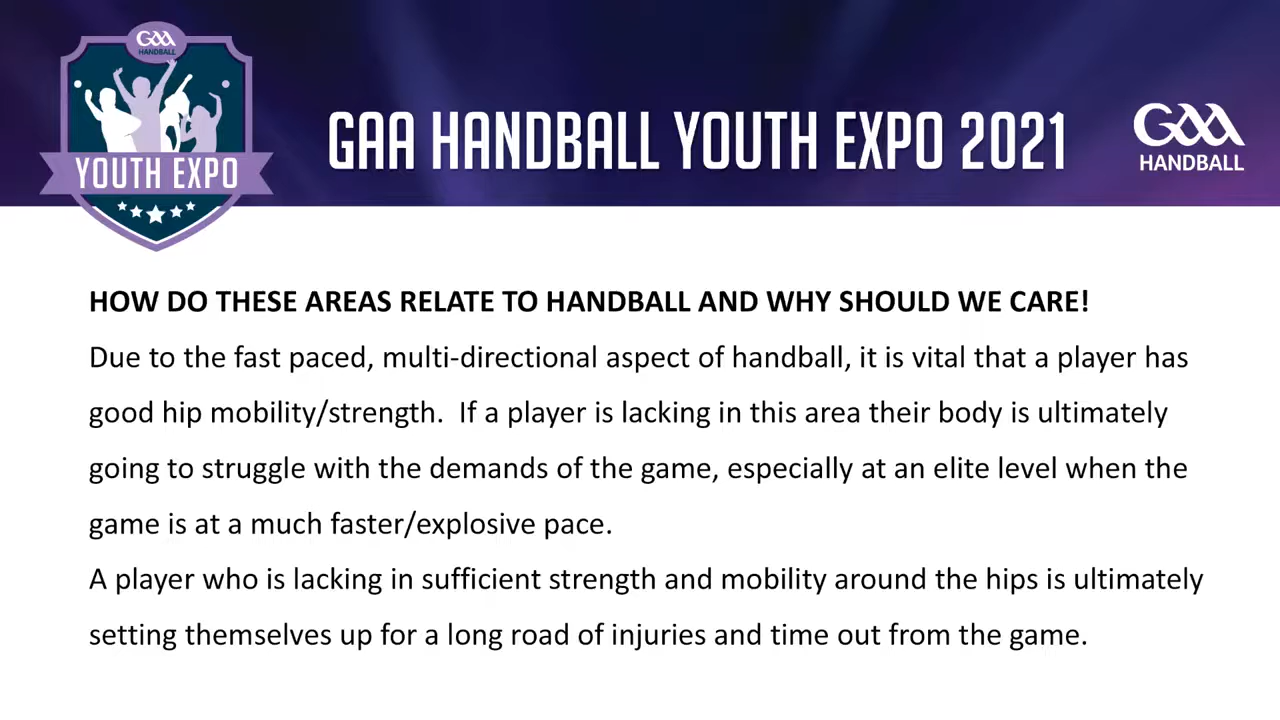 GAA
HANDBALL
YOUTH EXPO
GAA HANDBALL YOUTH EXPO 2021
GAA
HANDBALL
HOW DO THESE AREAS RELATE TO HANDBALL AND WHY SHOULD WE CARE!
Due to the fast paced, multi-directional aspect of handball, it is vital that a player has
good hip mobility/strength.  If a player is lacking in this area their body is ultimately
going to struggle with the demands of the game, especially at an elite level when the
game is at a much faster/explosive pace.
A player who is lacking in sufficient strength and mobility around the hips is ultimately
setting themselves up for a long road of injuries and time out from the game.